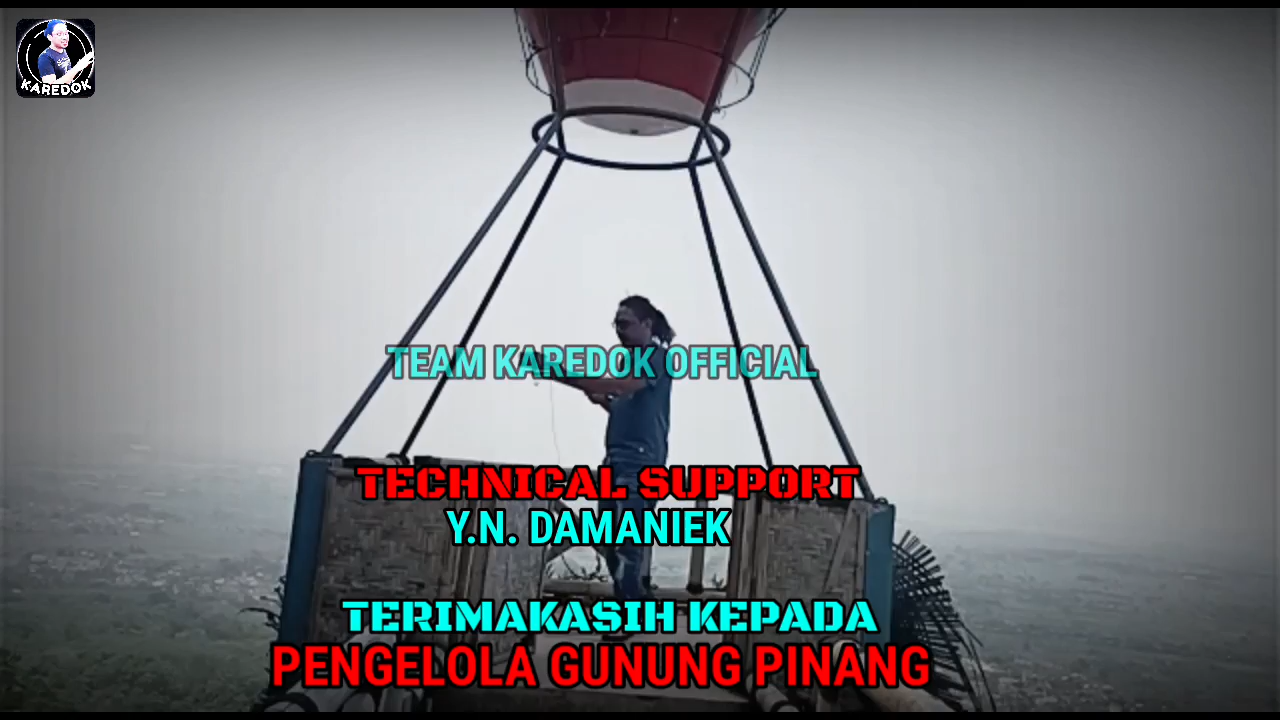 KAREDOK
TEAM KAREDOK OFFICIAL
TECHNICAL SUPPORT
Y.N. DAMANIEK
TERIMAKASIH KEPADA
PENGELOLA GUNUNG PINANG